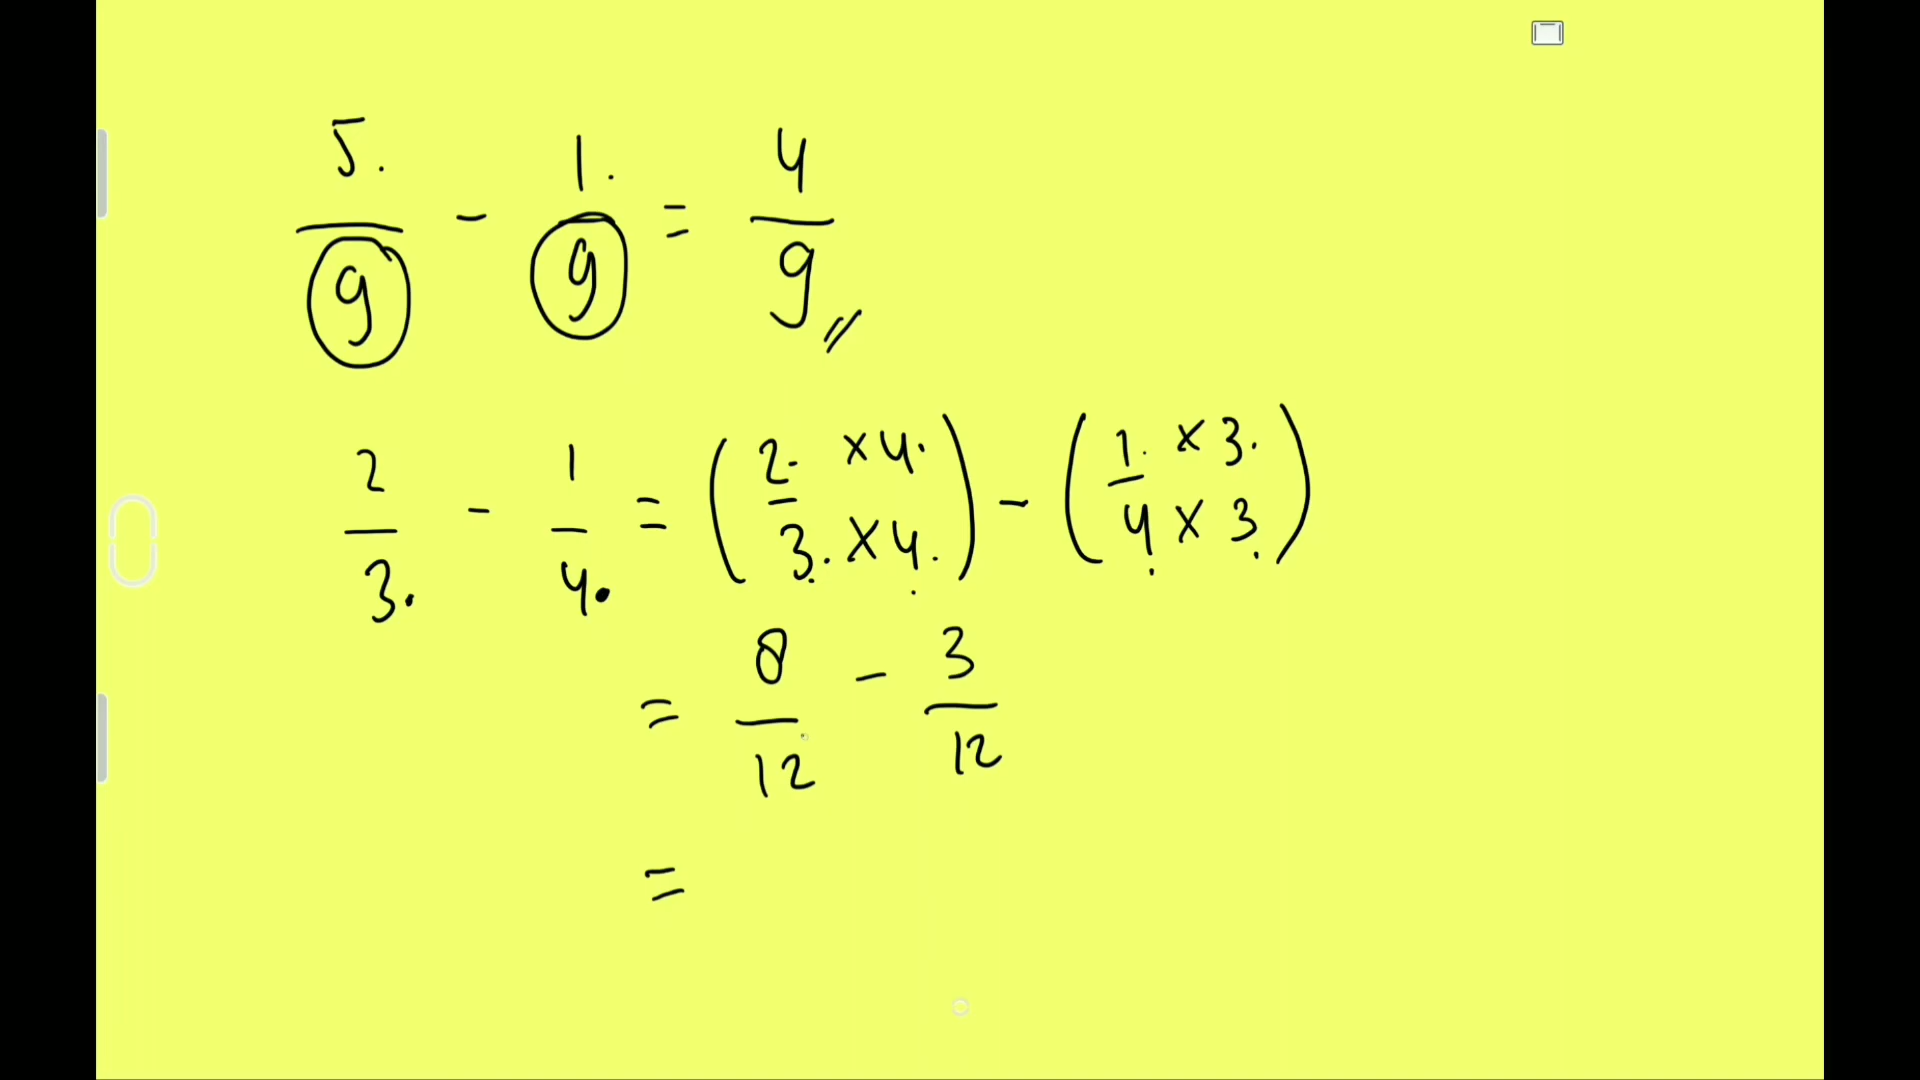 5/9 - 1/9 = 4/9
2/3 - 1/4 = (2 × 4 / 3 × 4) - (1 × 3 / 4 × 3)
= 8/12 - 3/12
=